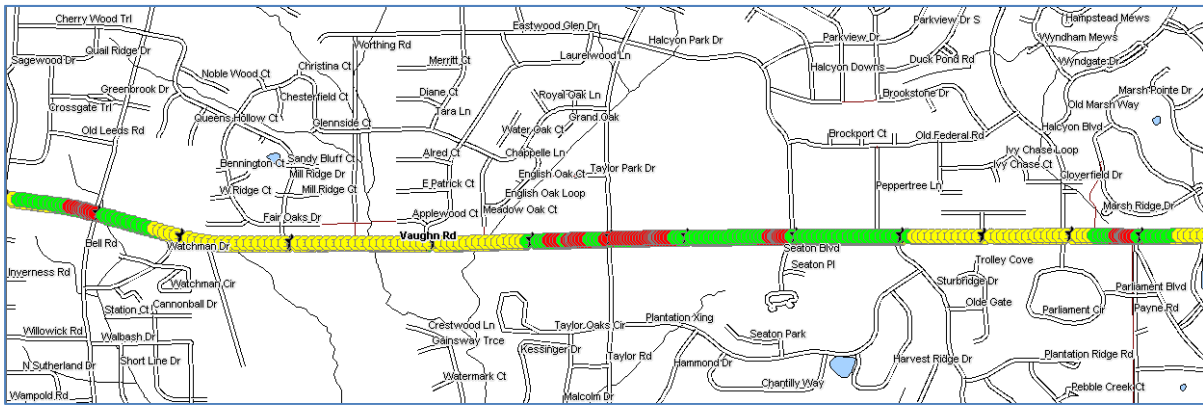 Cherry Wood Trl
Eastwood Glen Dr
Parkview Dr S
Hampstead Mews
Quail Ridge Dr
Worthing Rd
Halcyon Park Dr
Parkview Dr
Wyndham Mews
Sagewood Dr
Christina Ct
Merritt Ct
Laurelwood Ln
Halcyon Downs
Duck Pond Rd
Wyndgate Dr
Noble Wood Ct
Greenbrook Dr
Chesterfield Ct
Diane Ct
Royal Oak Ln
Brookstone Dr
Marsh Pointe Dr
Crossgate Trl
Queens Hollow Ct
Tara Ln
Grand Oak
Old Marsh Way
Old Leeds Rd
Glennside Ct
Water Oak Ct
Brockport Ct
Old Federal Rd
Halcyon Blvd
Bennington Ct
Sandy Bluff Ct
Alred Ct
Chappelle Ln
Ivy Chase Loop
Mill Ridge Dr
English Oak Ct
Taylor Park Dr
Ivy Chase Ct
Cloverfield Dr
W Ridge Ct
Mill Ridge Ct
E Patrick Ct
English Oak Loop
Peppertree Ln
Fair Oaks Dr
Applewood Ct
Meadow Oak Ct
Marsh Ridge Dr
Vaughn Rd
Bell Rd
Watchman Dr
Seaton Blvd
Inverness Rd
Seaton Pl
Trolley Cove
Watchman Cir
Sturbridge Dr
Parliament Blvd
Station Ct
Cannonball Dr
Olde Gate
Parliament Cir
Payne Rd
Willowick Rd
Walbash Dr
Crestwood Ln
Taylor Oaks Cir
Plantation Xing
Seaton Park
Gainsway Trce
N Sutherland Dr
Short Line Dr
Kessinger Dr
Taylor Rd
Hammond Dr
Harvest Ridge Dr
Plantation Ridge Rd
Watermark Ct
Chantilly Way
Pebble Creek Ct
Wampold Rd
Malcolm Dr